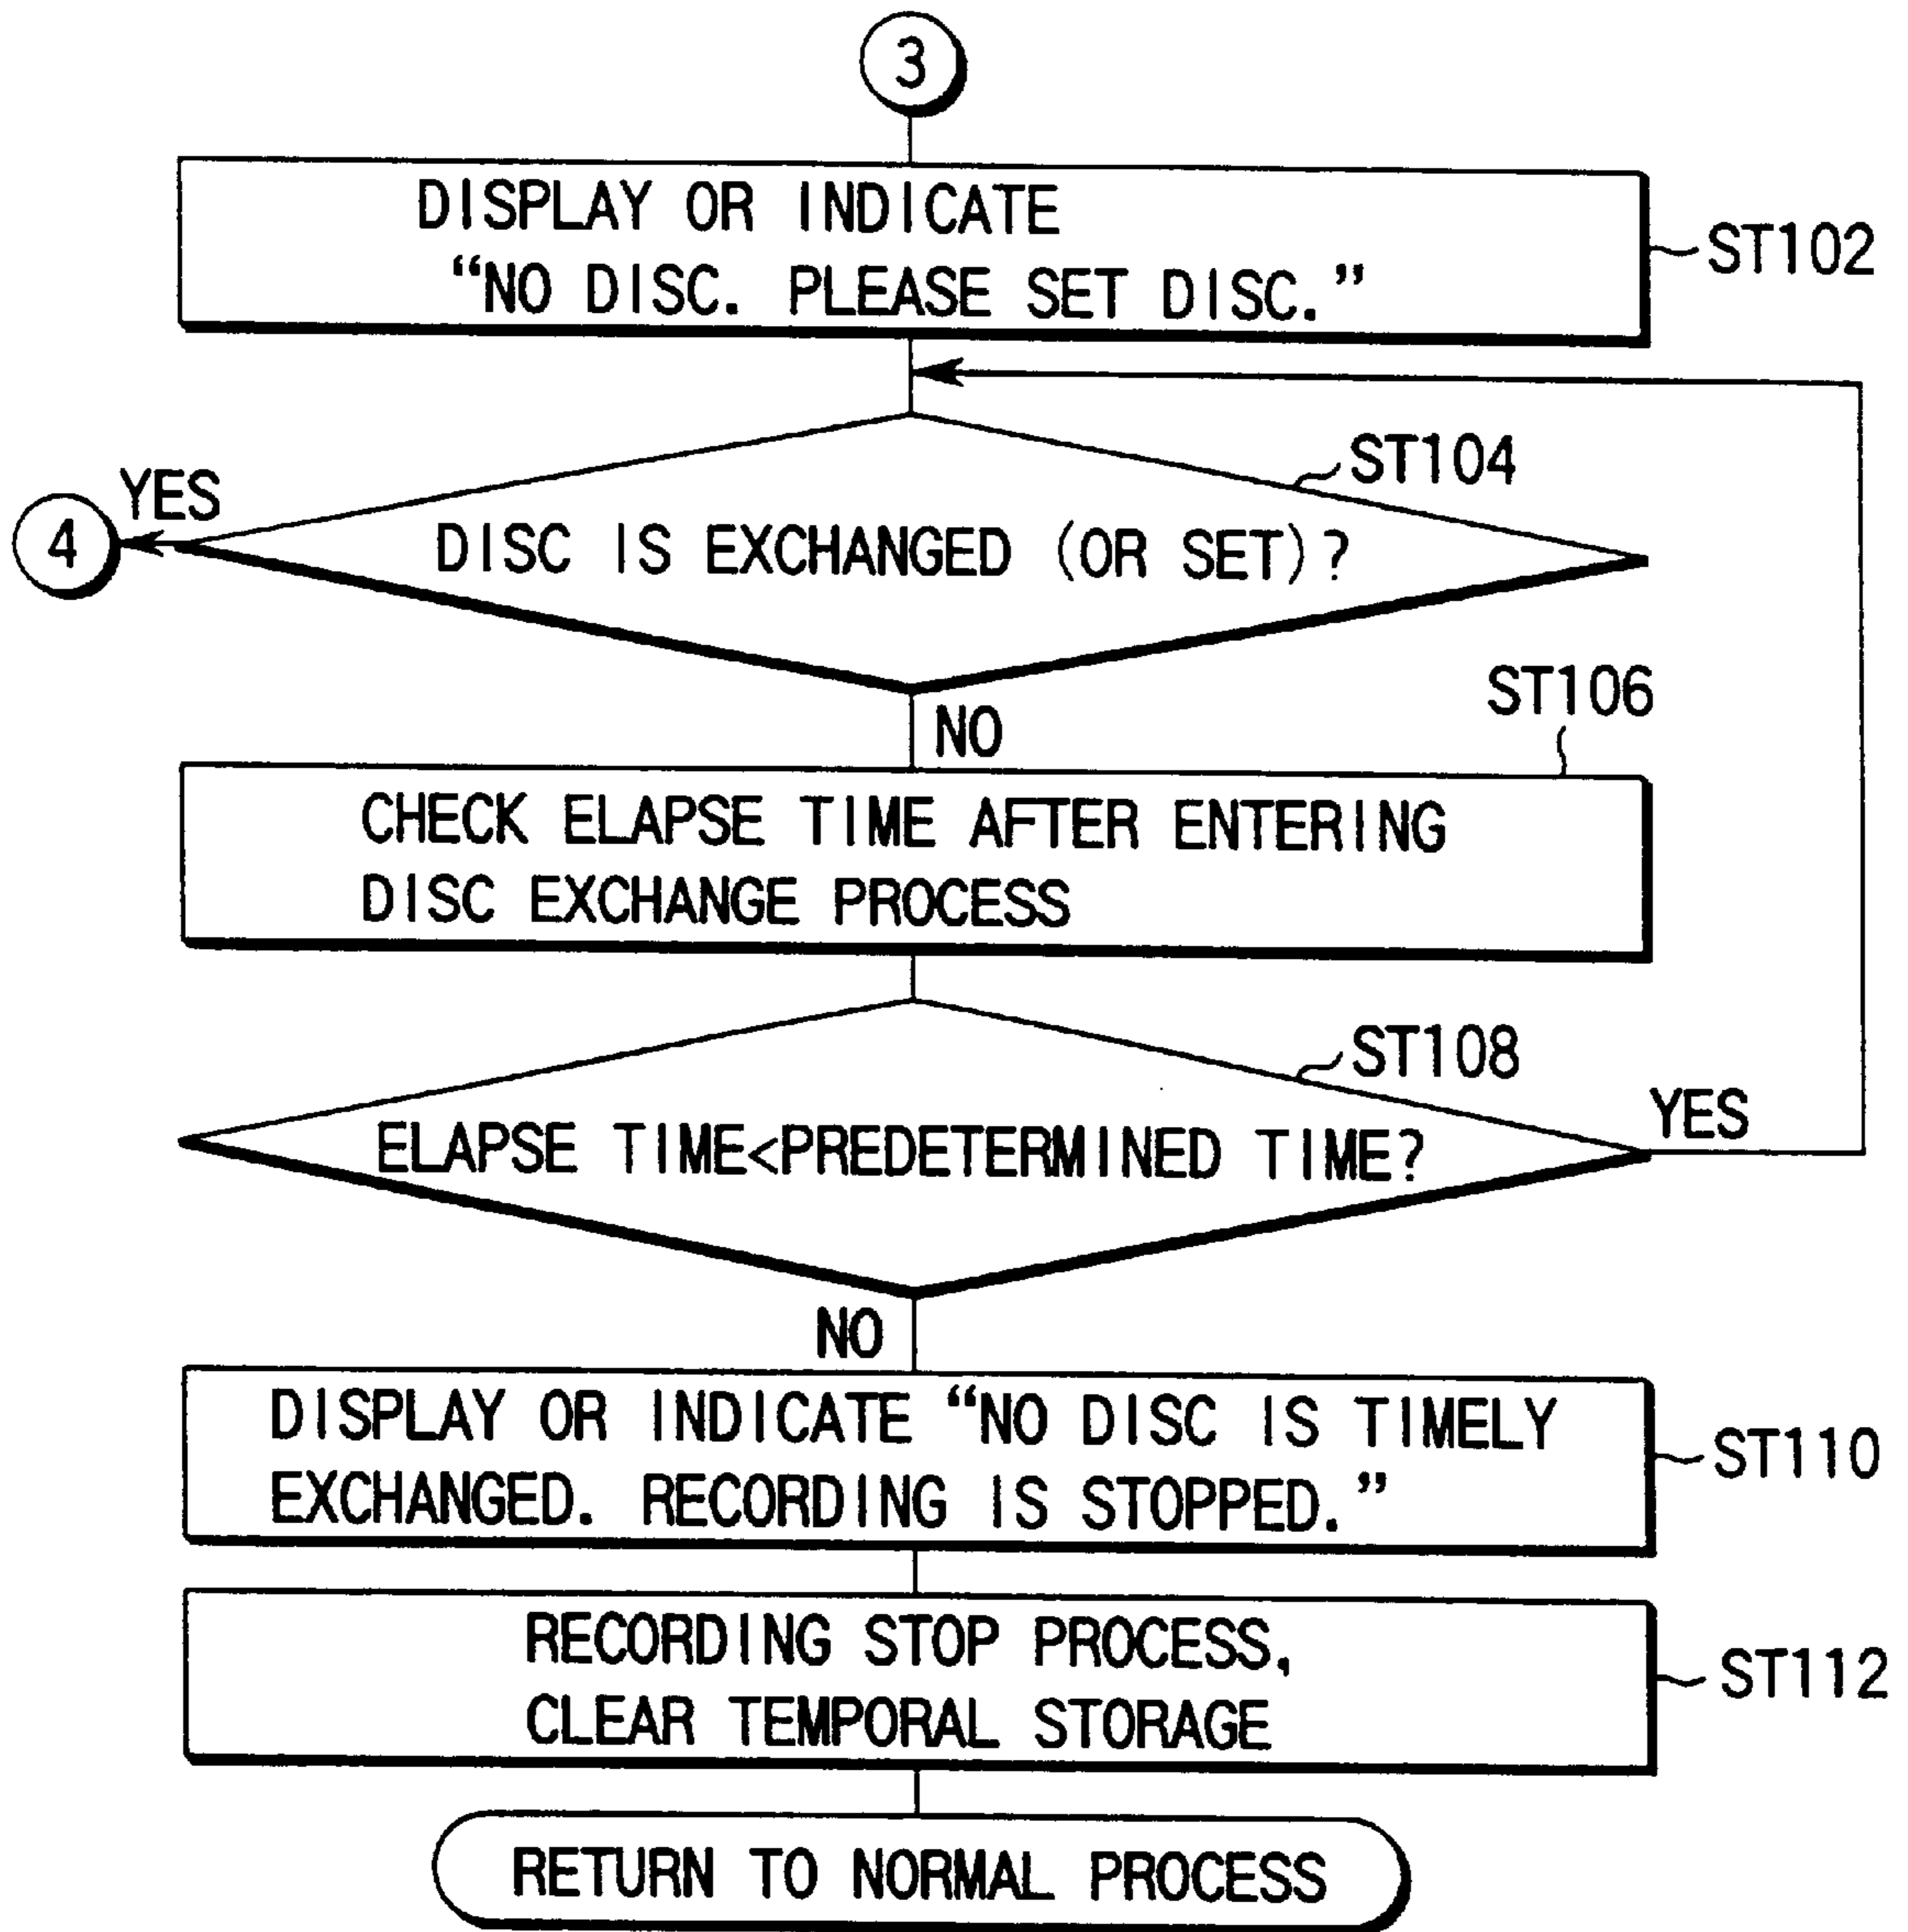 3
DISPLAY OR INDICATE
“NO DISC. PLEASE SET DISC.”
ST102
ST104
YES
4
DISC IS EXCHANGED (OR SET)?
ST106
NO
CHECK ELAPSE TIME AFTER ENTERING
DISC EXCHANGE PROCESS
ST108
YES
ELAPSE TIME<PREDETERMINED TIME?
NO
DISPLAY OR INDICATE “NO DISC IS TIMELY
EXCHANGED. RECORDING IS STOPPED.”
ST110
RECORDING STOP PROCESS,
CLEAR TEMPORAL STORAGE
ST112
RETURN TO NORMAL PROCESS